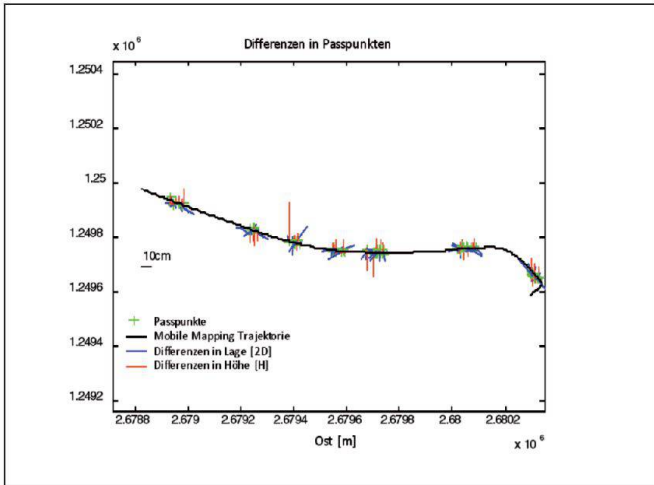 x 10 6
Differenzen in Passpunkten
1.2504
1.2502
1.25
1.2498
1.2496
1.2494
1.2492
10cm
Passpunkte
Mobile Mapping Trajektorie
Differenzen in Lage [2D]
Differenzen in Höhe [H]
2.6788 2.679 2.6792 2.6794 2.6796 2.6798 2.68 2.6802
Ost [m]
x 10 6